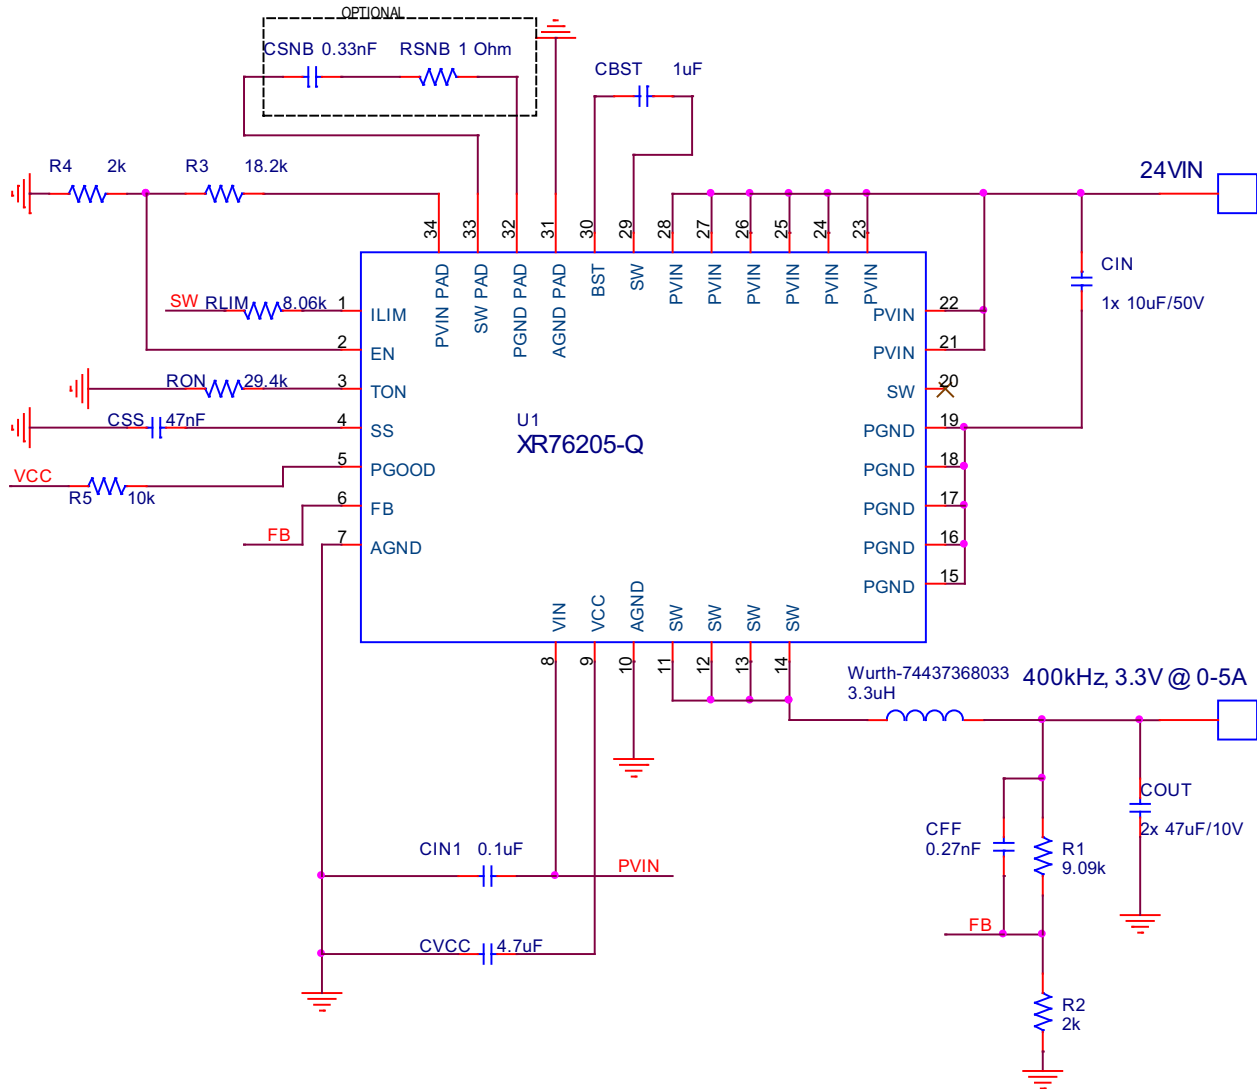 OPTIONAL
CSNB 0.33nF
RSNB 1 Ohm
CBST 1uF
R4 2k
R3 18.2k
24VIN
34
33
32
31
30
29
28
27
26
25
24
23
PVIN PAD
SW PAD
PGND PAD
AGND PAD
BST
SW
PVIN
PVIN
PVIN
PVIN
PVIN
PVIN
CIN
1x 10uF/50V
SW RLIM 8.06k 1 ILIM
2 EN
RON 29.4k 3 TON
CSS 47nF 4 SS
VCC R5 10k 5 PGOOD
FB 6 FB
7 AGND
U1
XR76205-Q
PVIN 22
PVIN 21
SW 20
PGND 19
PGND 18
PGND 17
PGND 16
PGND 15
VIN
VCC
AGND
SW
SW
SW
SW
8
9
10
11
12
13
14
Wurth-74437368033
3.3uH
400kHz, 3.3V @ 0-5A
COUT
2x 47uF/10V
CFF
0.27nF
R1
9.09k
CIN1 0.1uF
PVIN
FB
CVCC 4.7uF
R2
2k